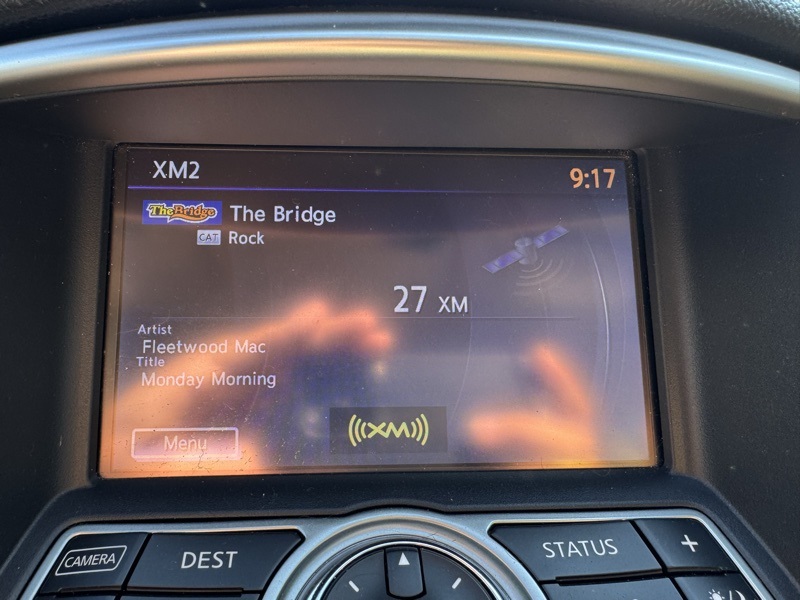 XM2 9:17
TheBridge The Bridge
CAT Rock
27 XM
Artist
Fleetwood Mac
Title
Monday Morning
Menu
((XM))
CAMERA DEST STATUS +